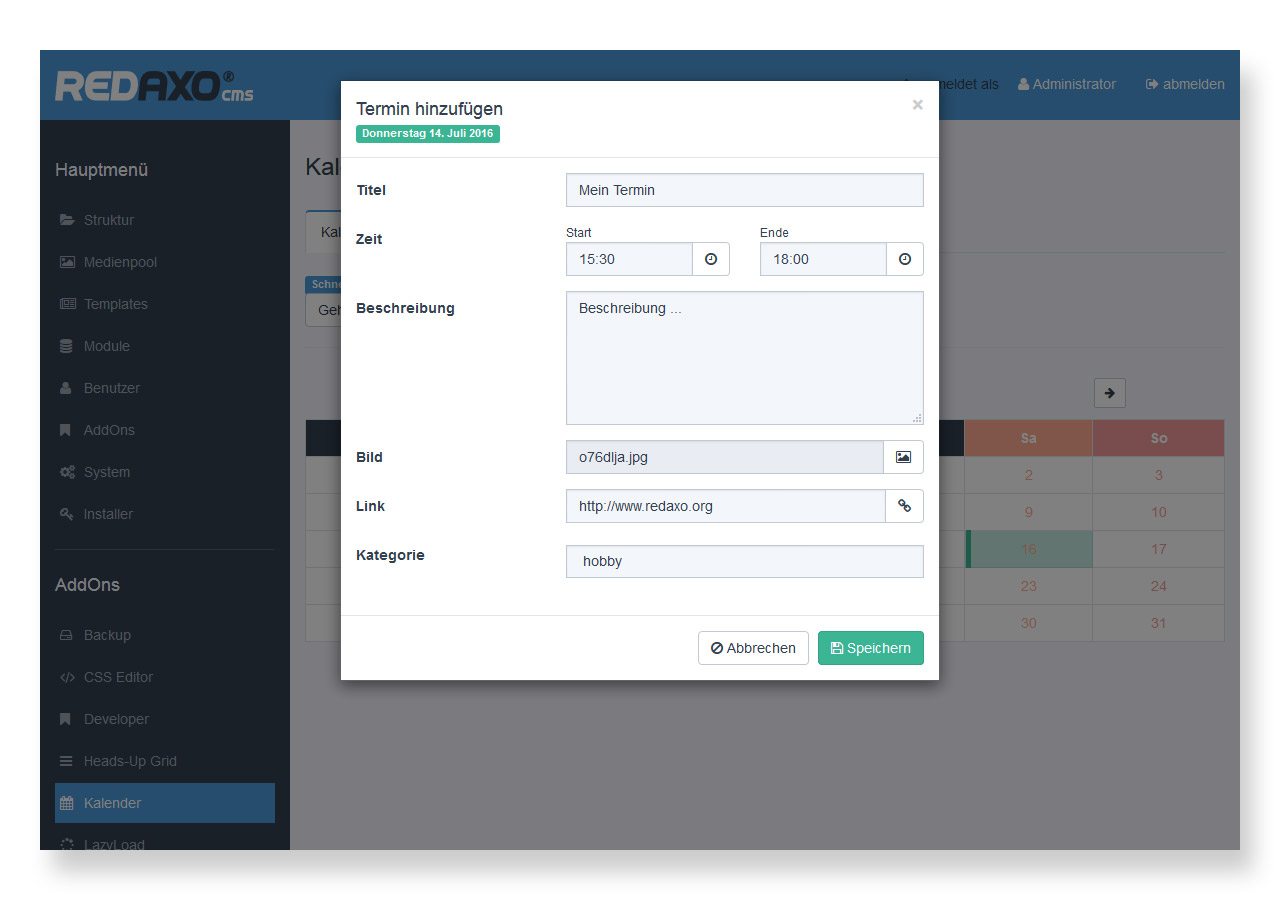 REDAXO® cms
meldet als Administrator abmelden
Hauptmenü
Struktur
Medienpool
Templates
Module
Benutzer
AddOns
System
Installer
AddOns
Backup
CSS Editor
Developer
Heads-Up Grid
Kalender
LazyLoad
Kal
Kal
Schne
Geh
Termin hinzufügen ×
Donnerstag 14. Juli 2016
Titel Mein Termin
Start Ende
Zeit 15:30 18:00
Beschreibung Beschreibung ...
Bild o76dlja.jpg
Link http://www.redaxo.org
Kategorie hobby
Abbrechen Speichern
Sa So
2 3
9 10
16 17
23 24
30 31